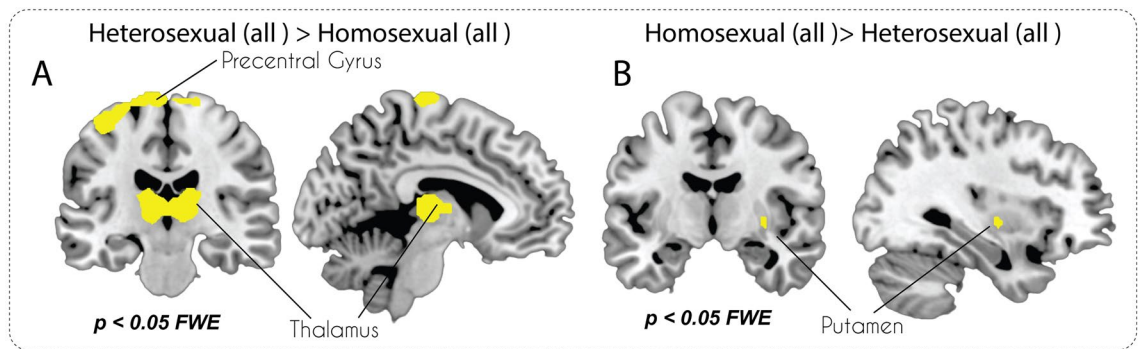 Heterosexual (all ) > Homosexual (all )
Homosexual (all )> Heterosexual (all )
A
Precentral Gyrus
B
p < 0.05 FWE
Thalamus
p < 0.05 FWE
Putamen